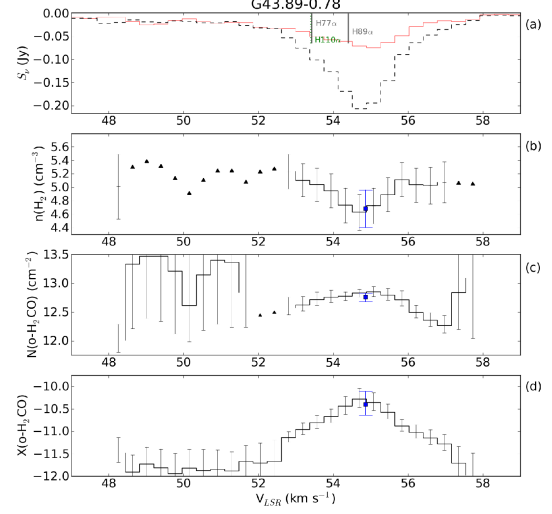 G43.89-0.78
0.00
−0.05
−0.10
−0.15
−0.20
S_ν (Jy)
H77α
H110α
H89α
(a)
48 50 52 54 56 58
5.6
5.4
5.2
5.0
4.8
4.6
4.4
n(H₂) (cm⁻³)
(b)
48 50 52 54 56 58
13.5
13.0
12.5
12.0
N(o-H₂CO) (cm⁻²)
(c)
48 50 52 54 56 58
−10.0
−10.5
−11.0
−11.5
−12.0
X(o-H₂CO)
(d)
48 50 52 54 56 58
V_LSR (km s⁻¹)